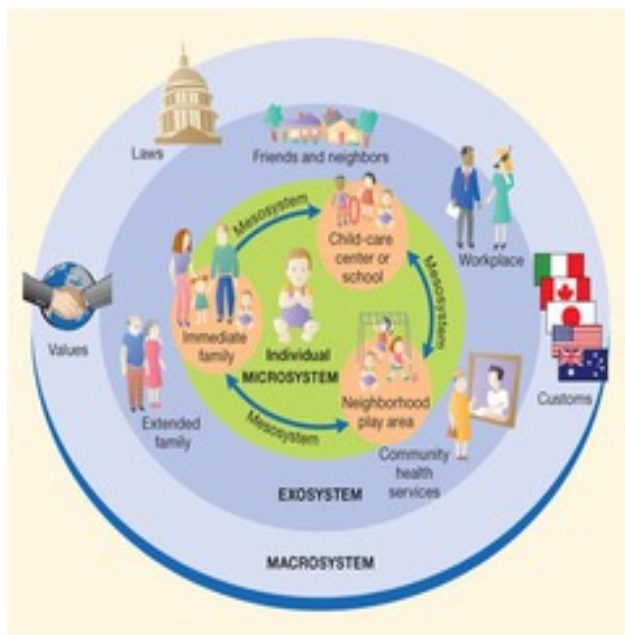 Laws
Friends and neighbors
Mesosystem
Child-care
center or
school
Mesosystem
Workplace
Values
Immediate
family
Individual
MICROSYSTEM
Neighborhood
play area
Mesosystem
Customs
Extended
family
Community
health
services
EXOSYSTEM
MACROSYSTEM